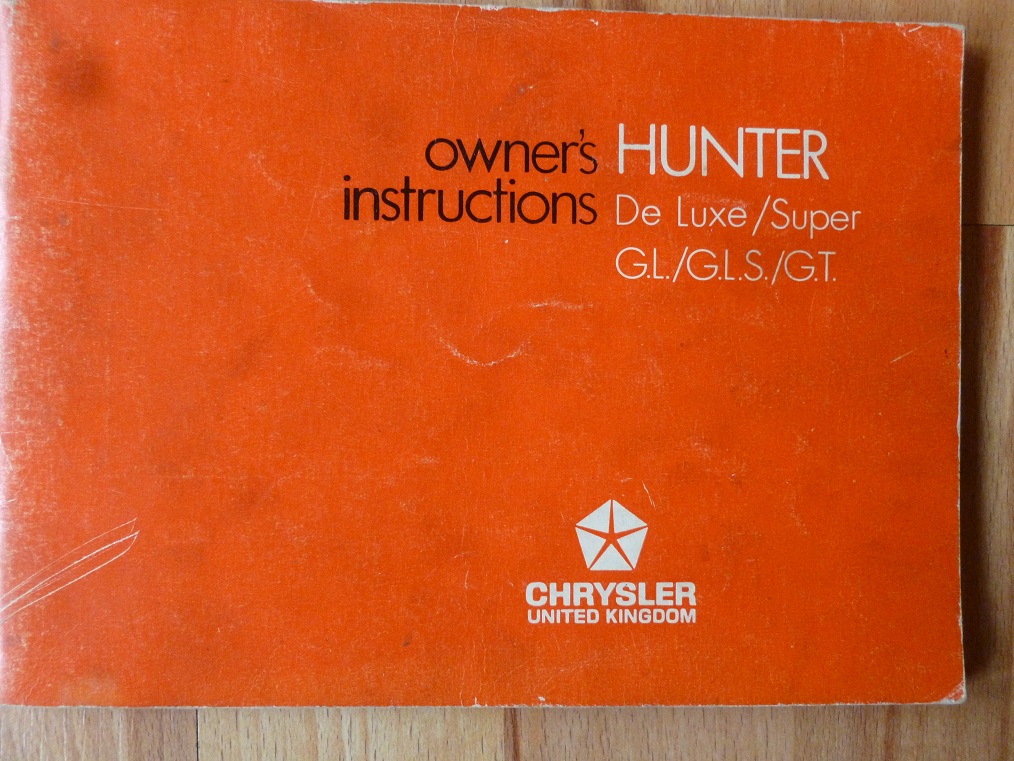 owner's HUNTER
instructions De Luxe/Super
G.L./G.L.S./G.T.
CHRYSLER
UNITED KINGDOM